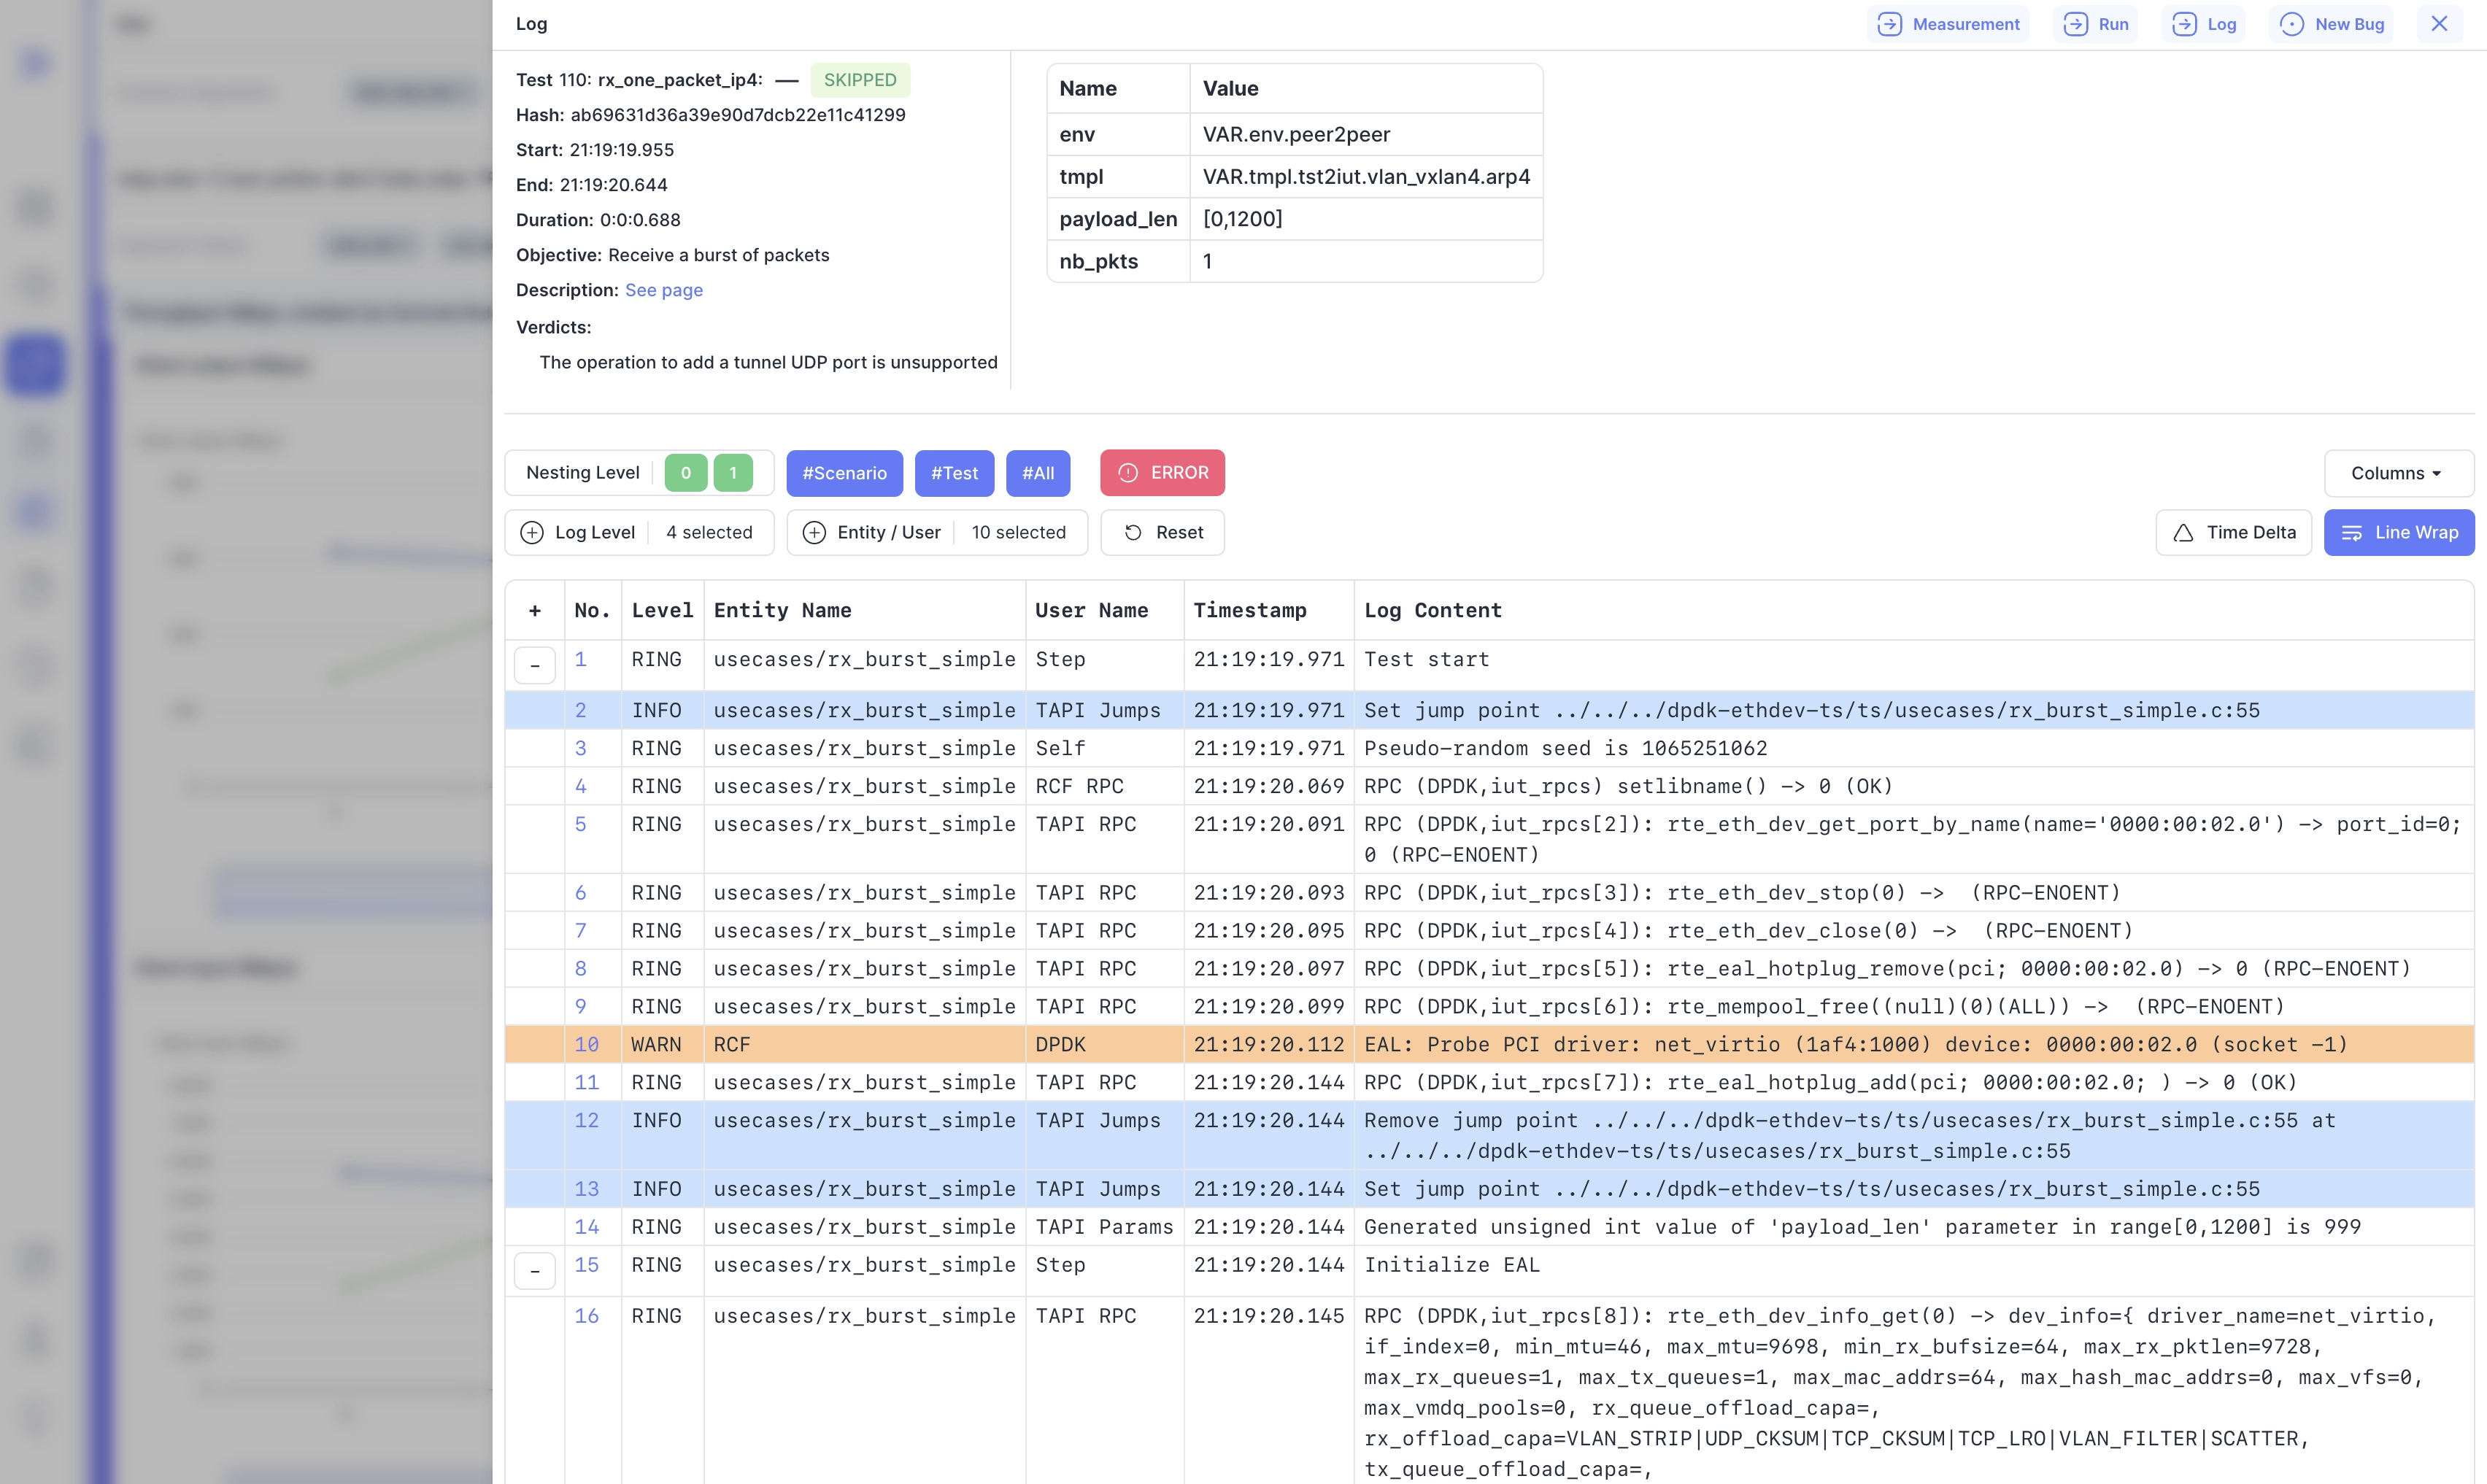 Log
Measurement
Run
Log
New Bug
Test 110: rx_one_packet_ip4: — SKIPPED
Hash: ab69631d36a39e90d7dcb22e11c41299
Start: 21:19:19.955
End: 21:19:20.644
Duration: 0:0:0.688
Objective: Receive a burst of packets
Description: See page
Verdicts:
The operation to add a tunnel UDP port is unsupported
Name Value
env VAR.env.peer2peer
tmpl VAR.tmpl.tst2iut.vlan_vxlan4.arp4
payload_len [0,1200]
nb_pkts 1
Nesting Level 0 1 #Scenario #Test #All ERROR Columns
Log Level 4 selected Entity / User 10 selected Reset Time Delta Line Wrap
+ No. Level Entity Name User Name Timestamp Log Content
- 1 RING usecases/rx_burst_simple Step 21:19:19.971 Test start
2 INFO usecases/rx_burst_simple TAPI Jumps 21:19:19.971 Set jump point ../../../dpdk-ethdev-ts/ts/usecases/rx_burst_simple.c:55
3 RING usecases/rx_burst_simple Self 21:19:19.971 Pseudo-random seed is 1065251062
4 RING usecases/rx_burst_simple RCF RPC 21:19:20.069 RPC (DPDK,iut_rpcs) setlibname() -> 0 (OK)
5 RING usecases/rx_burst_simple TAPI RPC 21:19:20.091 RPC (DPDK,iut_rpcs[2]): rte_eth_dev_get_port_by_name(name='0000:00:02.0') -> port_id=0;
0 (RPC-ENOENT)
6 RING usecases/rx_burst_simple TAPI RPC 21:19:20.093 RPC (DPDK,iut_rpcs[3]): rte_eth_dev_stop(0) ->  (RPC-ENOENT)
7 RING usecases/rx_burst_simple TAPI RPC 21:19:20.095 RPC (DPDK,iut_rpcs[4]): rte_eth_dev_close(0) ->  (RPC-ENOENT)
8 RING usecases/rx_burst_simple TAPI RPC 21:19:20.097 RPC (DPDK,iut_rpcs[5]): rte_eal_hotplug_remove(pci; 0000:00:02.0) -> 0 (RPC-ENOENT)
9 RING usecases/rx_burst_simple TAPI RPC 21:19:20.099 RPC (DPDK,iut_rpcs[6]): rte_mempool_free((null)(0)(ALL)) ->  (RPC-ENOENT)
10 WARN RCF DPDK 21:19:20.112 EAL: Probe PCI driver: net_virtio (1af4:1000) device: 0000:00:02.0 (socket -1)
11 RING usecases/rx_burst_simple TAPI RPC 21:19:20.144 RPC (DPDK,iut_rpcs[7]): rte_eal_hotplug_add(pci; 0000:00:02.0; ) -> 0 (OK)
12 INFO usecases/rx_burst_simple TAPI Jumps 21:19:20.144 Remove jump point ../../../dpdk-ethdev-ts/ts/usecases/rx_burst_simple.c:55 at
../../../dpdk-ethdev-ts/ts/usecases/rx_burst_simple.c:55
13 INFO usecases/rx_burst_simple TAPI Jumps 21:19:20.144 Set jump point ../../../dpdk-ethdev-ts/ts/usecases/rx_burst_simple.c:55
14 RING usecases/rx_burst_simple TAPI Params 21:19:20.144 Generated unsigned int value of 'payload_len' parameter in range[0,1200] is 999
- 15 RING usecases/rx_burst_simple Step 21:19:20.144 Initialize EAL
16 RING usecases/rx_burst_simple TAPI RPC 21:19:20.145 RPC (DPDK,iut_rpcs[8]): rte_eth_dev_info_get(0) -> dev_info={ driver_name=net_virtio,
if_index=0, min_mtu=46, max_mtu=9698, min_rx_bufsize=64, max_rx_pktlen=9728,
max_rx_queues=1, max_tx_queues=1, max_mac_addrs=64, max_hash_mac_addrs=0, max_vfs=0,
max_vmdq_pools=0, rx_queue_offload_capa=,
rx_offload_capa=VLAN_STRIP|UDP_CKSUM|TCP_CKSUM|TCP_LRO|VLAN_FILTER|SCATTER,
tx_queue_offload_capa=,